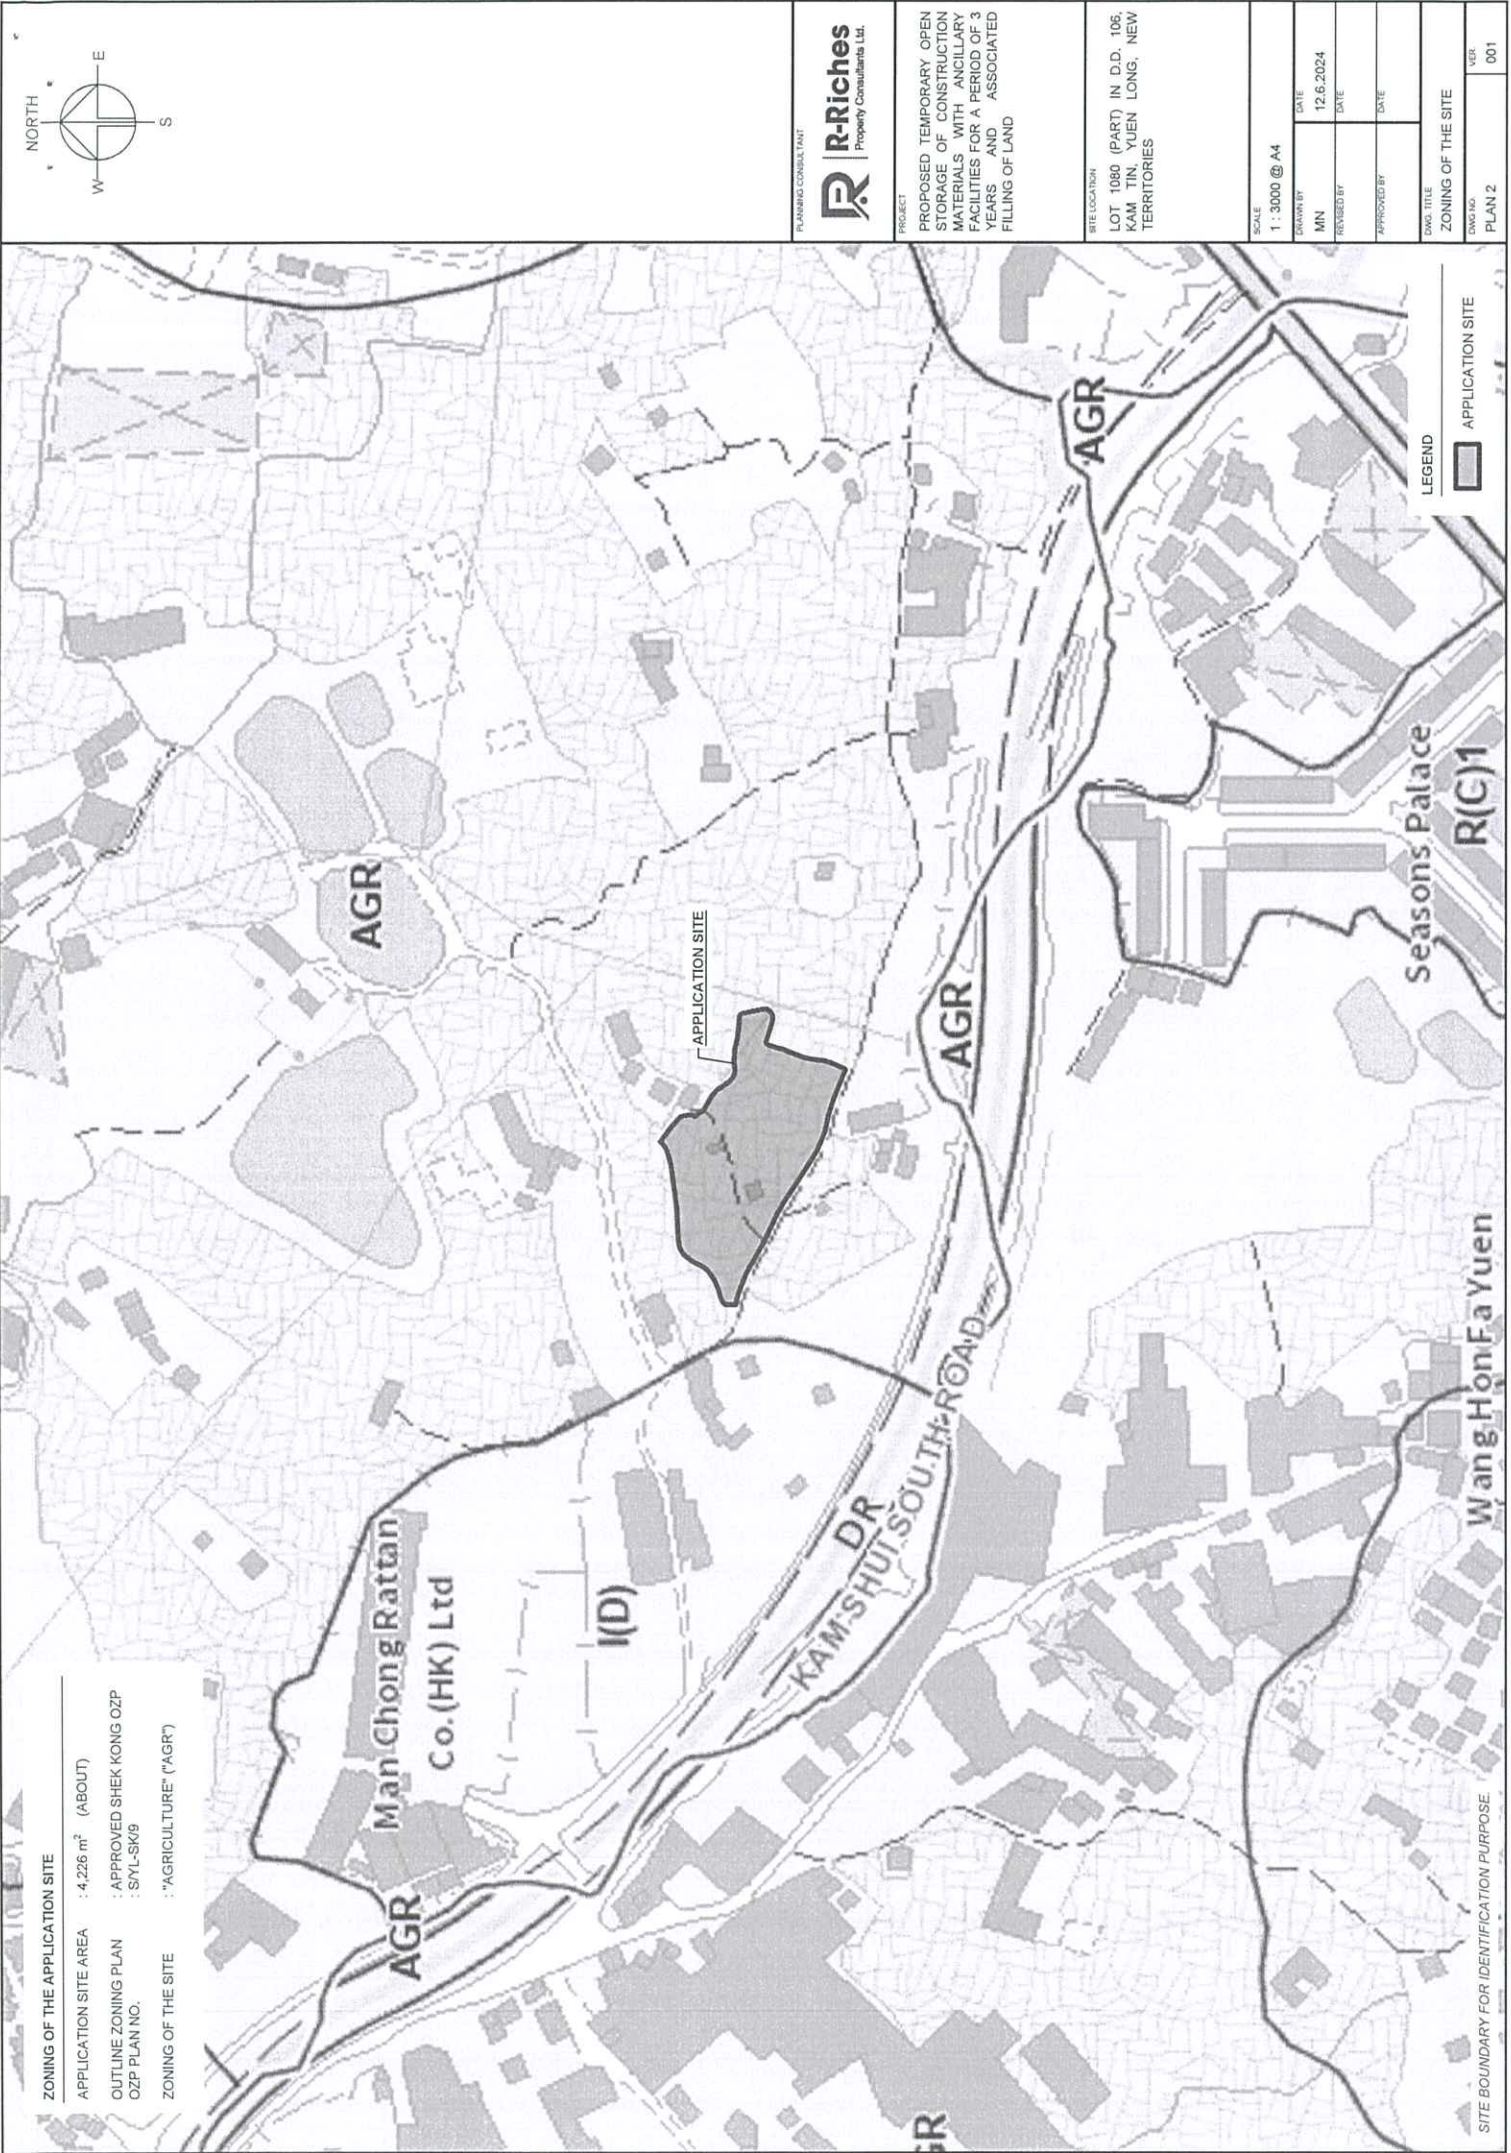 ZONING OF THE APPLICATION SITE
APPLICATION SITE AREA : 4,226 m² (ABOUT)
OUTLINE ZONING PLAN : APPROVED SHEK KONG OZP
OZP PLAN NO. : S/YL-SK/9
ZONING OF THE SITE : "AGRICULTURE" ("AGR")
NORTH
W
E
S
AGR
Man Chong Rattan
Co. (HK) Ltd
AGR
I(D)
APPLICATION SITE
DR
KAM SHUI SOUTH ROAD
AGR
AGR
GR
Seasons Palace
R(C)1
Wang Hon Fa Yuen
LEGEND
APPLICATION SITE
SITE BOUNDARY FOR IDENTIFICATION PURPOSE
PLANNING CONSULTANT
R-Riches
Property Consultants Ltd.
PROJECT
PROPOSED TEMPORARY OPEN
STORAGE OF CONSTRUCTION
MATERIALS WITH ANCILLARY
FACILITIES FOR A PERIOD OF 3
YEARS AND ASSOCIATED
FILLING OF LAND
SITE LOCATION
LOT 1080 (PART) IN D.D. 106,
KAM TIN, YUEN LONG, NEW
TERRITORIES
SCALE
1 : 3000 @ A4
DRAWN BY
DATE
MN
12.6.2024
REVISED BY
DATE
APPROVED BY
DATE
DWG. TITLE
ZONING OF THE SITE
DWG NO.
VER.
PLAN 2
001